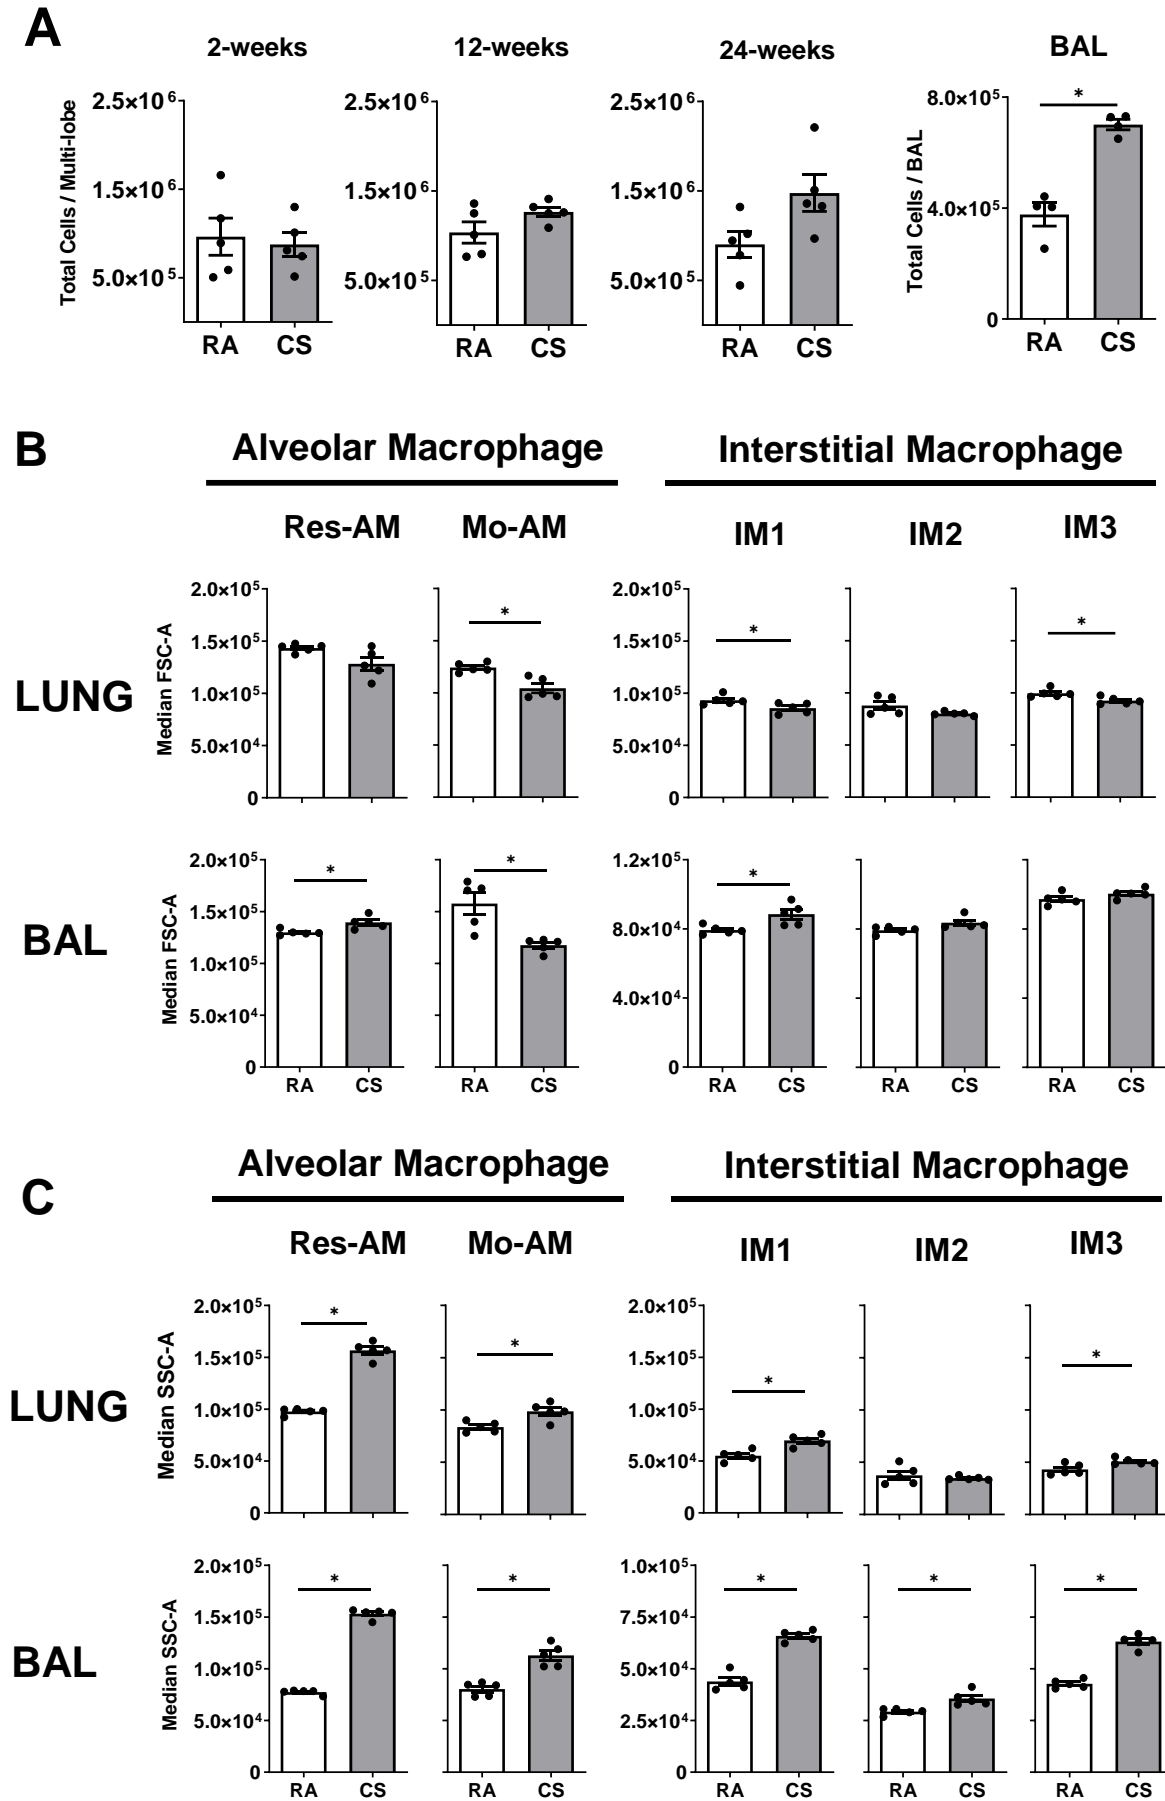 A
2-weeks
12-weeks
24-weeks
BAL
Total Cells / Multi-lobe
2.5×10⁶
1.5×10⁶
5.0×10⁵
RA CS
2.5×10⁶
1.5×10⁶
5.0×10⁵
RA CS
2.5×10⁶
1.5×10⁶
5.0×10⁵
RA CS
Total Cells / BAL
8.0×10⁵
4.0×10⁵
0
*
RA CS
B
Alveolar Macrophage
Interstitial Macrophage
Res-AM
Mo-AM
IM1
IM2
IM3
LUNG
Median FSC-A
2.0×10⁵
1.5×10⁵
1.0×10⁵
5.0×10⁴
0
*
2.0×10⁵
1.5×10⁵
1.0×10⁵
5.0×10⁴
0
*
*
BAL
Median FSC-A
2.0×10⁵
1.5×10⁵
1.0×10⁵
5.0×10⁴
0
*
RA CS
*
RA CS
1.2×10⁵
8.0×10⁴
4.0×10⁴
0
*
RA CS
RA CS
RA CS
C
Alveolar Macrophage
Interstitial Macrophage
Res-AM
Mo-AM
IM1
IM2
IM3
LUNG
Median SSC-A
2.0×10⁵
1.5×10⁵
1.0×10⁵
5.0×10⁴
0
*
*
2.0×10⁵
1.5×10⁵
1.0×10⁵
5.0×10⁴
0
*
*
BAL
Median SSC-A
2.0×10⁵
1.5×10⁵
1.0×10⁵
5.0×10⁴
0
*
RA CS
*
RA CS
1.0×10⁵
7.5×10⁴
5.0×10⁴
2.5×10⁴
0
*
RA CS
*
RA CS
*
RA CS